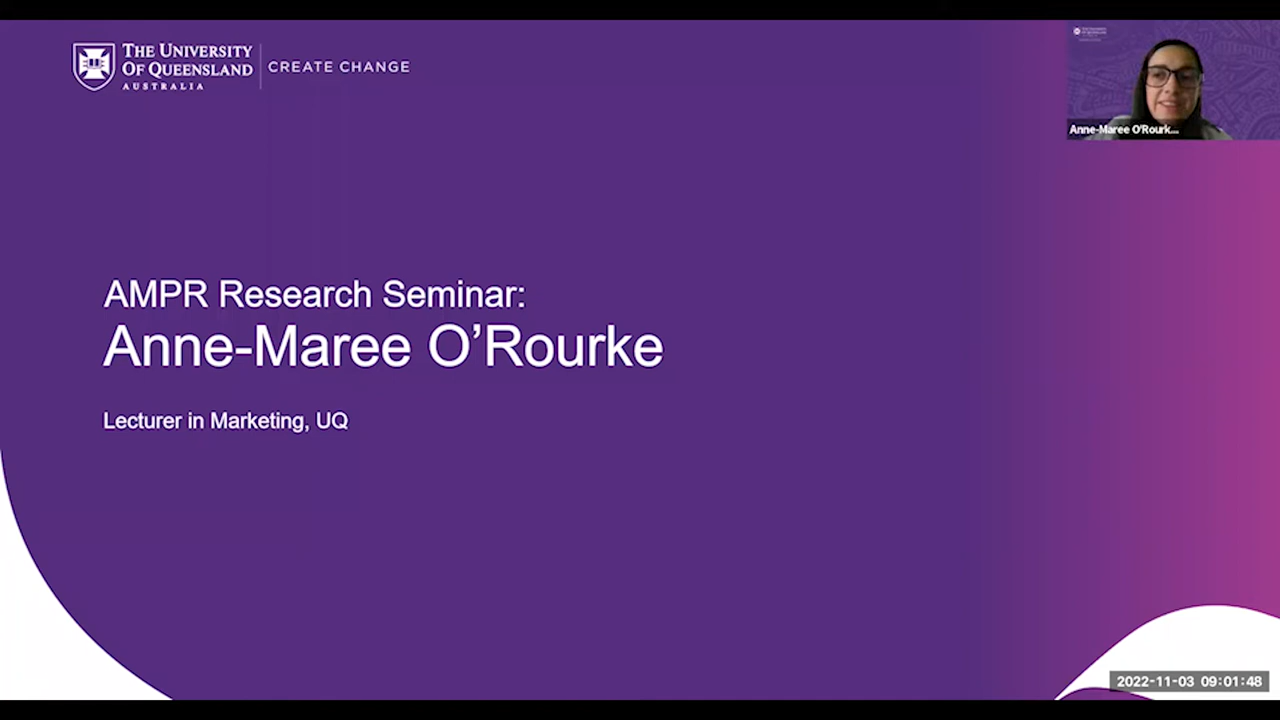 THE UNIVERSITY
OF QUEENSLAND
AUSTRALIA
CREATE CHANGE
Anne-Maree O'Rourk...
AMPR Research Seminar:
Anne-Maree O’Rourke
Lecturer in Marketing, UQ
2022-11-03 09:01:48